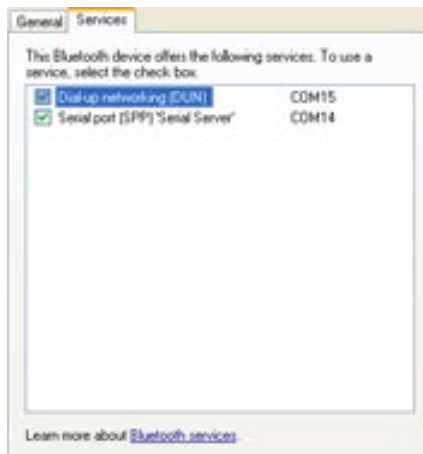 General Services
This Bluetooth device offers the following services. To use a
service, select the check box.
Dial-up networking (DUN) COM15
Serial port (SPP) 'Serial Server' COM14
Learn more about Bluetooth services.